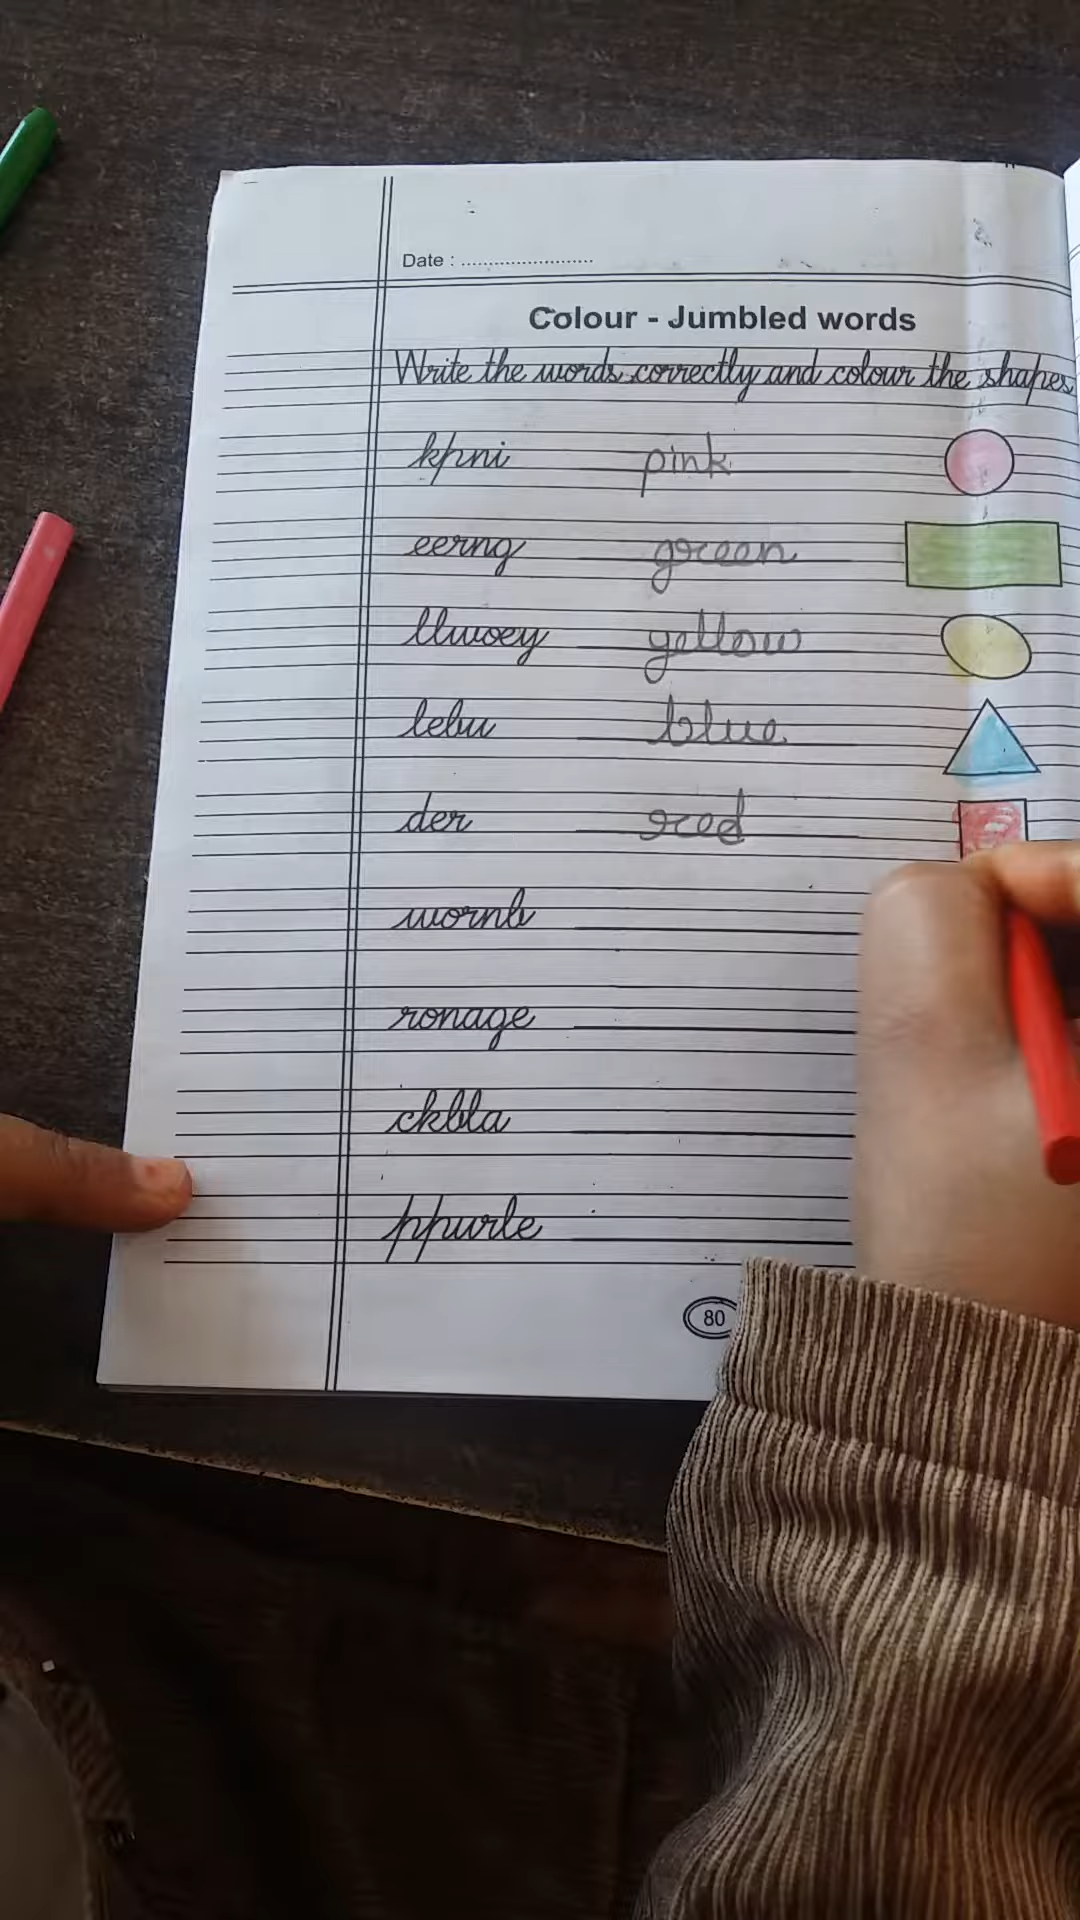 Date : ........................
Colour - Jumbled words
Write the words correctly and colour the shapes
kpni pink
eerng green
llwoey yellow
lebu blue
der red
wornb
ronage
ckbla
ppurle
80